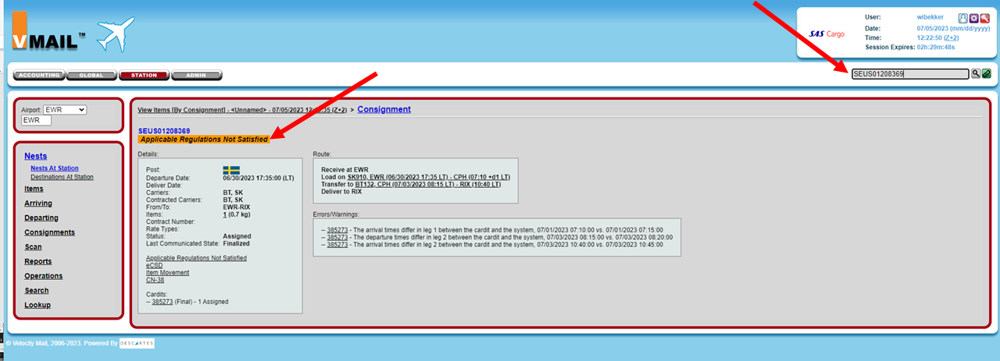 VMAIL™
SAS Cargo
User: wibekker
Date: 07/05/2023 (mm/dd/yyyy)
Time: 12:22:50 (Z+2)
Session Expires: 02h:29m:48s
ACCOUNTING GLOBAL STATION ADMIN
SEUS01208369
Airport: EWR
EWR
Nests
Nests At Station
Destinations At Station
Items
Arriving
Departing
Consignments
Scan
Reports
Operations
Search
Lookup
View Items [By Consignment] - <Unnamed> - 07/05/2023 12: :35 (Z+2) > Consignment
SEUS01208369
Applicable Regulations Not Satisfied
Details:
Post:
Departure Date: 06/30/2023 17:35:00 (LT)
Deliver Date:
Carriers: BT, SK
Contracted Carriers: BT, SK
From/To: EWR-RIX
Items: 1 (0.7 kg)
Contract Number:
Rate Types:
Status: Assigned
Last Communicated State: Finalized
Applicable Regulations Not Satisfied
eCSD
Item Movement
CN-38
Cardits:
-- 385273 (Final) - 1 Assigned
Route:
Receive at EWR
Load on SK910, EWR (06/30/2023 17:35 LT) - CPH (07:10 +d1 LT)
Transfer to BT132, CPH (07/03/2023 08:15 LT) - RIX (10:40 LT)
Deliver to RIX
Errors/Warnings:
-- 385273 - The arrival times differ in leg 1 between the cardit and the system, 07/01/2023 07:10:00 vs. 07/01/2023 07:15:00
-- 385273 - The departure times differ in leg 2 between the cardit and the system, 07/03/2023 08:15:00 vs. 07/03/2023 08:20:00
-- 385273 - The arrival times differ in leg 2 between the cardit and the system, 07/03/2023 10:40:00 vs. 07/03/2023 10:45:00
© Velocity Mail, 2006-2023. Powered By DESCARTES